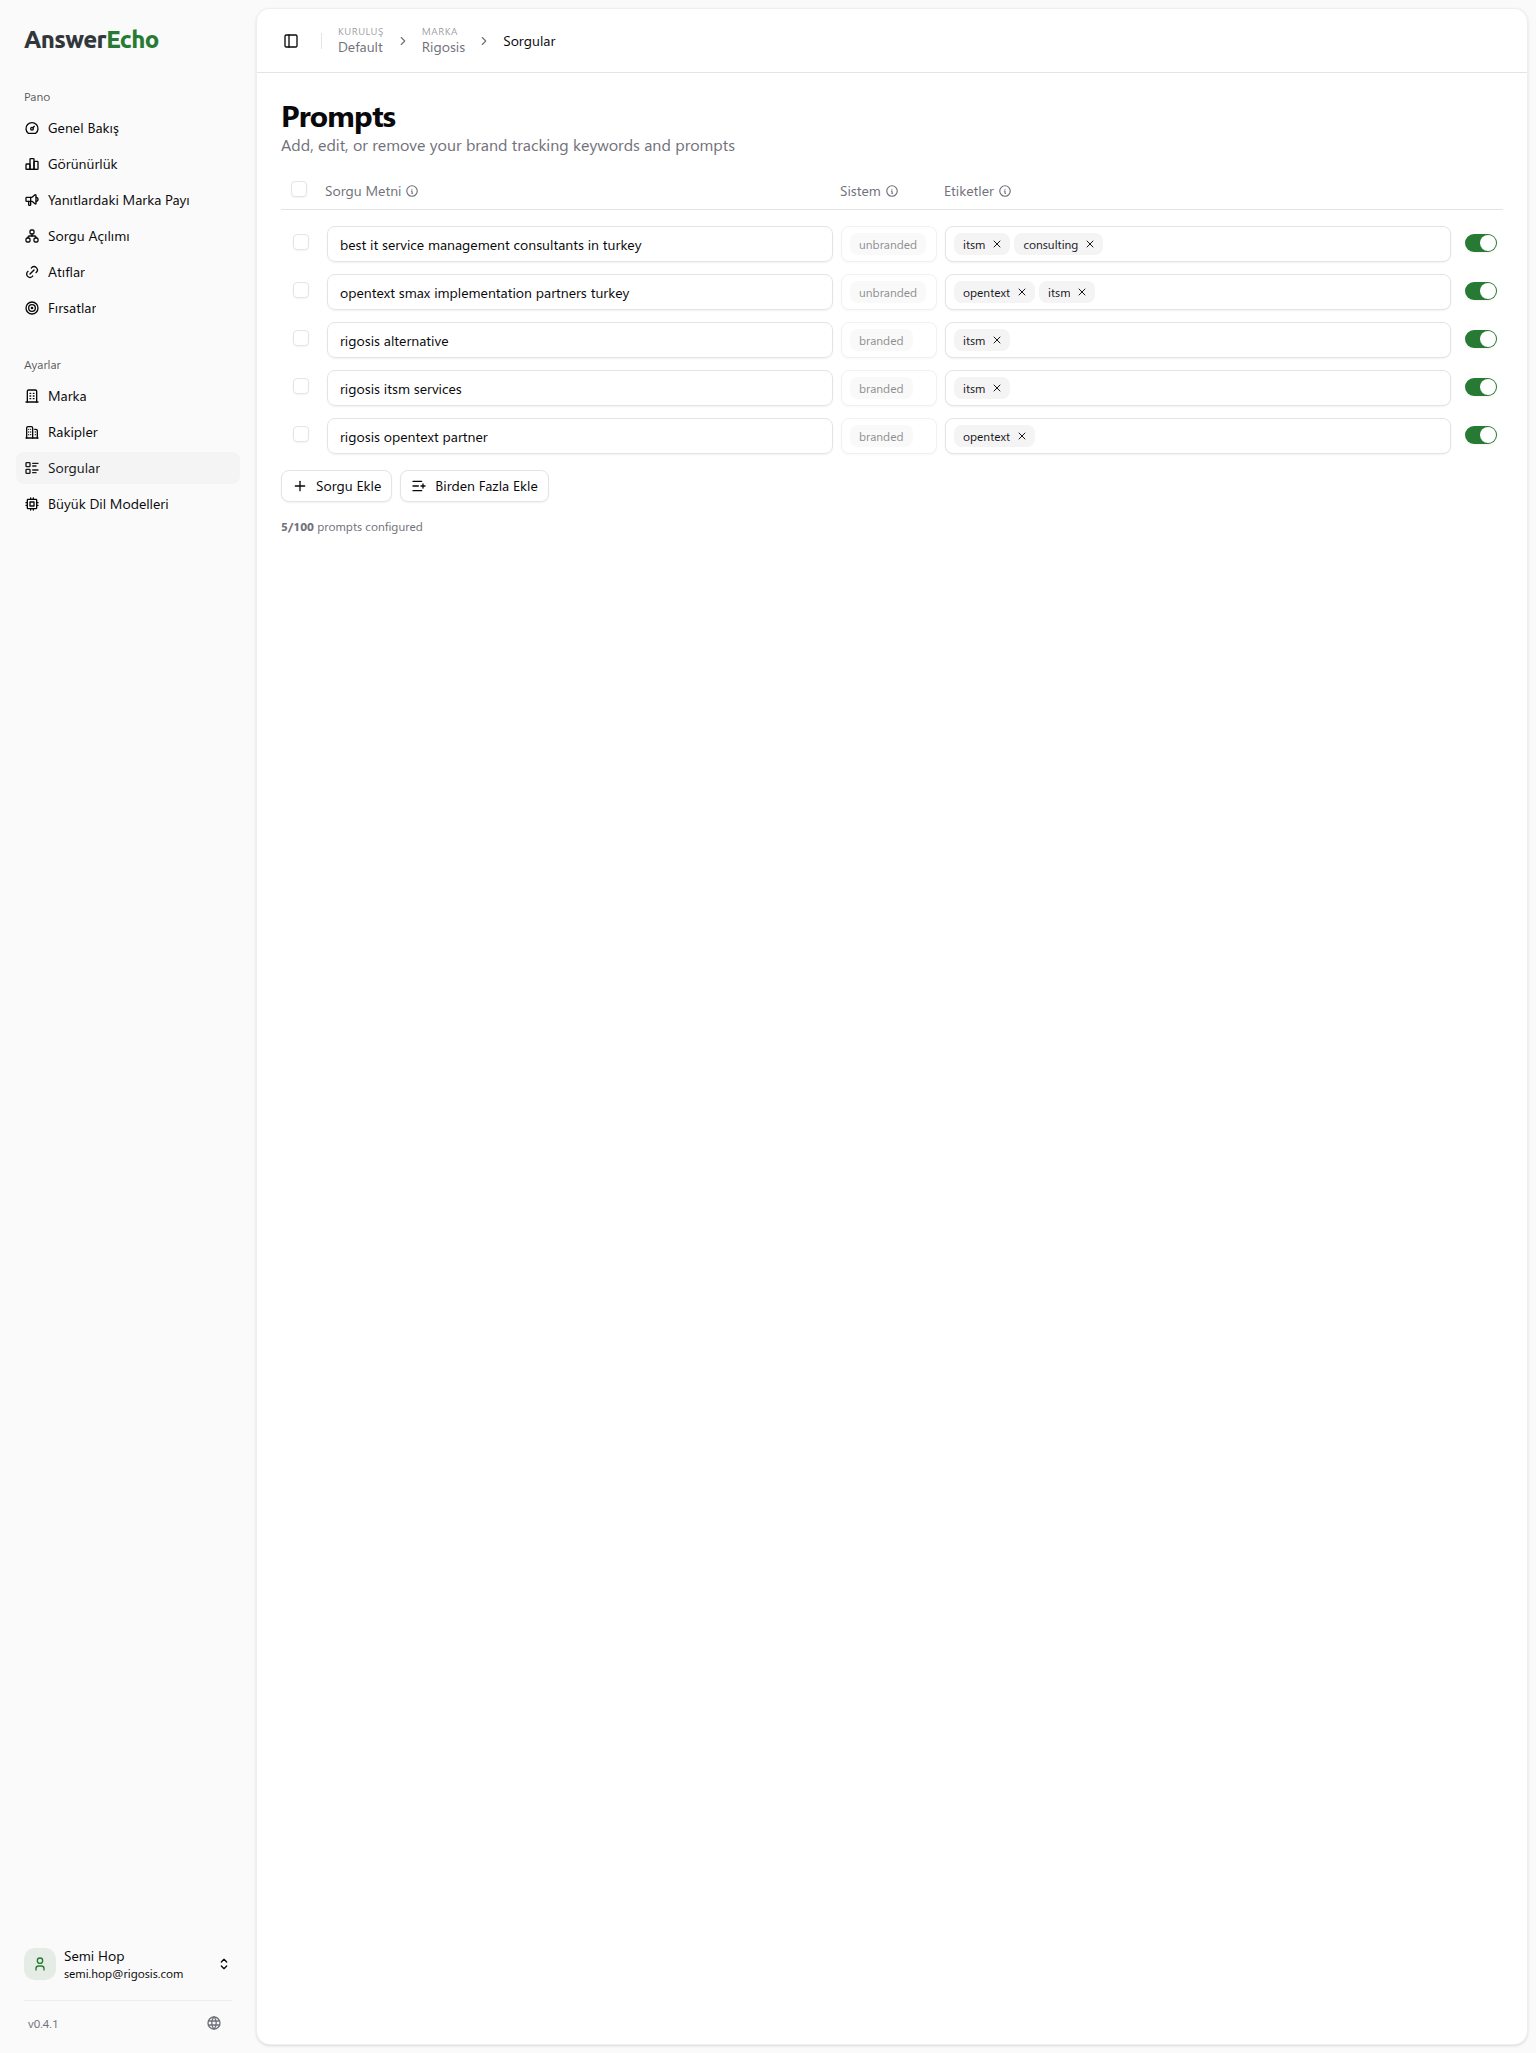 AnswerEcho
Pano
Genel Bakış
Görünürlük
Yanıtlardaki Marka Payı
Sorgu Açılımı
Atıflar
Fırsatlar
Ayarlar
Marka
Rakipler
Sorgular
Büyük Dil Modelleri
Semi Hop
semi.hop@rigosis.com
v0.4.1
KURULUŞ
Default
MARKA
Rigosis
Sorgular
Prompts
Add, edit, or remove your brand tracking keywords and prompts
Sorgu Metni Sistem Etiketler
best it service management consultants in turkey unbranded itsm consulting
opentext smax implementation partners turkey unbranded opentext itsm
rigosis alternative branded itsm
rigosis itsm services branded itsm
rigosis opentext partner branded opentext
Sorgu Ekle Birden Fazla Ekle
5/100 prompts configured